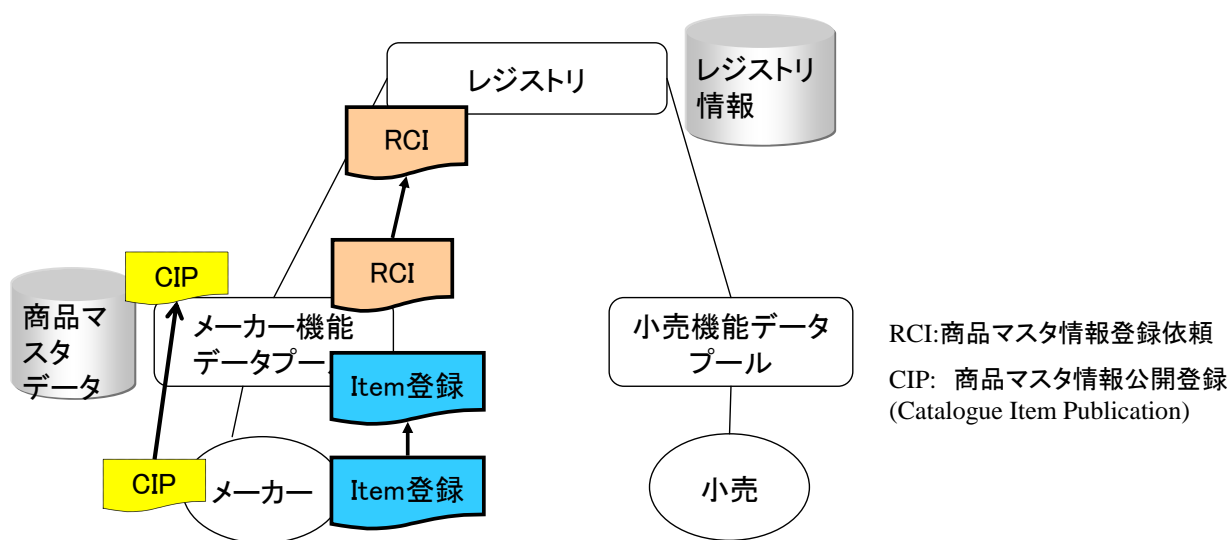 レジストリ
レジストリ
情報
RCI
RCI
CIP
商品マ
スタ
データ
メーカー機能
データプー
小売機能データ
プール
RCI:商品マスタ情報登録依頼
CIP: 商品マスタ情報公開登録
(Catalogue Item Publication)
Item登録
CIP
メーカー
Item登録
小売